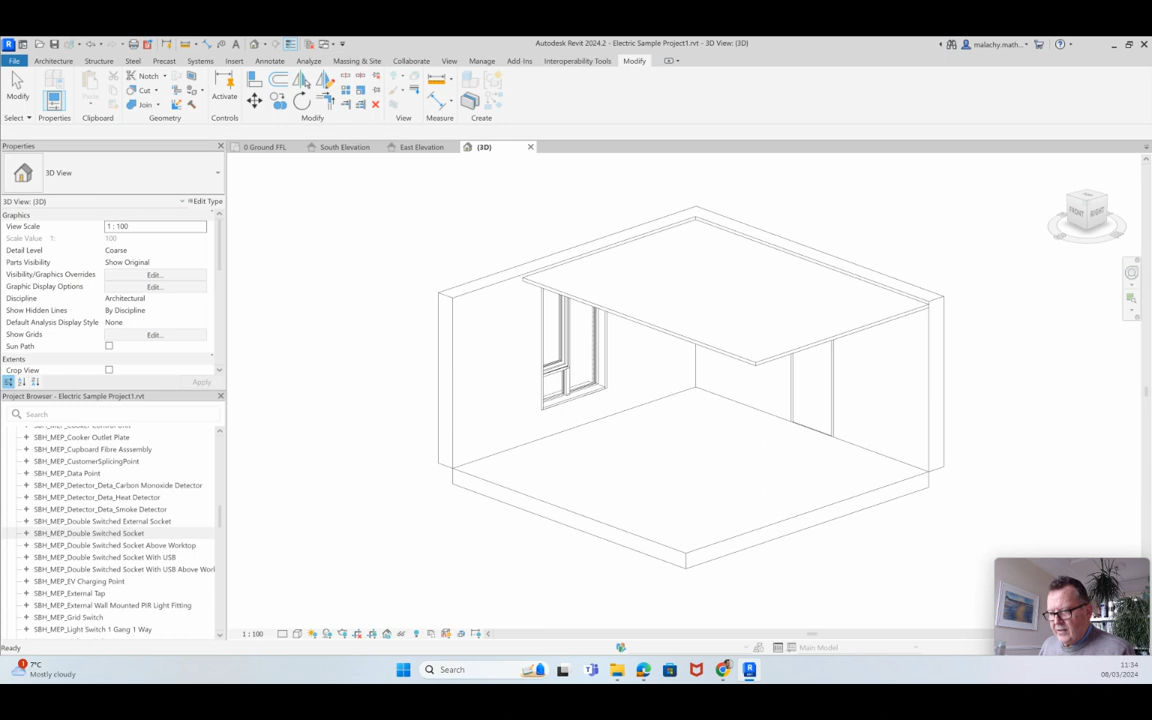 Autodesk Revit 2024.2 - Electric Sample Project1.rvt - 3D View: {3D}
malachy.math...
File Architecture Structure Steel Precast Systems Insert Annotate Analyze Massing & Site Collaborate View Manage Add-Ins Interoperability Tools Modify
Modify
Notch
Cut
Join
Activate
Select Properties Clipboard Geometry Controls Modify View Measure Create
Properties
0 Ground FFL South Elevation East Elevation {3D}
3D View
3D View: {3D} Edit Type
Graphics
View Scale 1 : 100
Scale Value 1: 100
Detail Level Coarse
Parts Visibility Show Original
Visibility/Graphics Overrides Edit...
Graphic Display Options Edit...
Discipline Architectural
Show Hidden Lines By Discipline
Default Analysis Display Style None
Show Grids Edit...
Sun Path
Extents
Crop View
Apply
FRONT RIGHT
Project Browser - Electric Sample Project1.rvt
Search
SBH_MEP_Cooker Control Unit
SBH_MEP_Cooker Outlet Plate
SBH_MEP_Cupboard Fibre Asssembly
SBH_MEP_CustomerSplicingPoint
SBH_MEP_Data Point
SBH_MEP_Detector_Deta_Carbon Monoxide Detector
SBH_MEP_Detector_Deta_Heat Detector
SBH_MEP_Detector_Deta_Smoke Detector
SBH_MEP_Double Switched External Socket
SBH_MEP_Double Switched Socket
SBH_MEP_Double Switched Socket Above Worktop
SBH_MEP_Double Switched Socket With USB
SBH_MEP_Double Switched Socket With USB Above Work
SBH_MEP_EV Charging Point
SBH_MEP_External Tap
SBH_MEP_External Wall Mounted PIR Light Fitting
SBH_MEP_Grid Switch
SBH_MEP_Light Switch 1 Gang 1 Way
1 : 100
Ready
:0
Main Model
1
7°C
Mostly cloudy
Search
11:34
08/03/2024